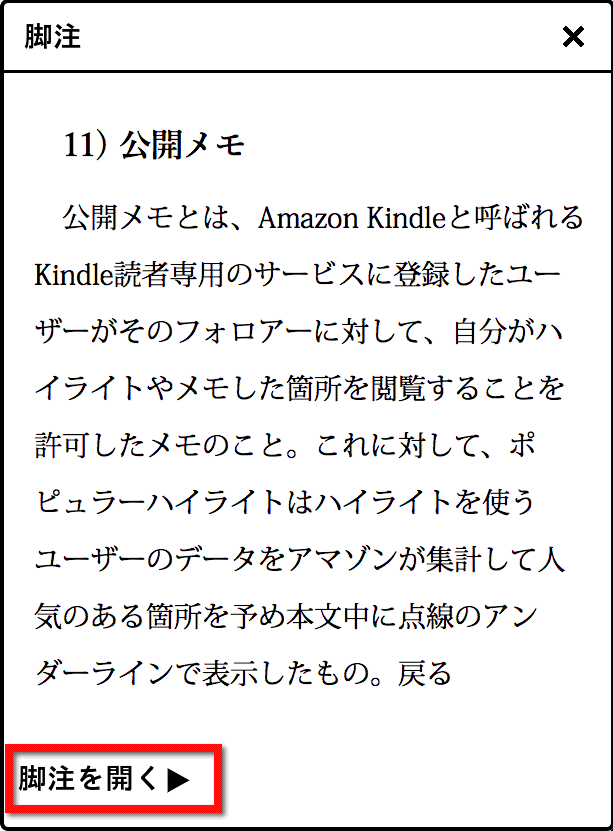 脚注 ×
11) 公開メモ
公開メモとは、Amazon Kindleと呼ばれる
Kindle読者専用のサービスに登録したユー
ザーがそのフォロアーに対して、自分がハ
イライトやメモした箇所を閲覧することを
許可したメモのこと。これに対して、ポ
ピュラーハイライトはハイライトを使う
ユーザーのデータをアマゾンが集計して人
気のある箇所を予め本文中に点線のアン
ダーラインで表示したもの。戻る
脚注を開く▶